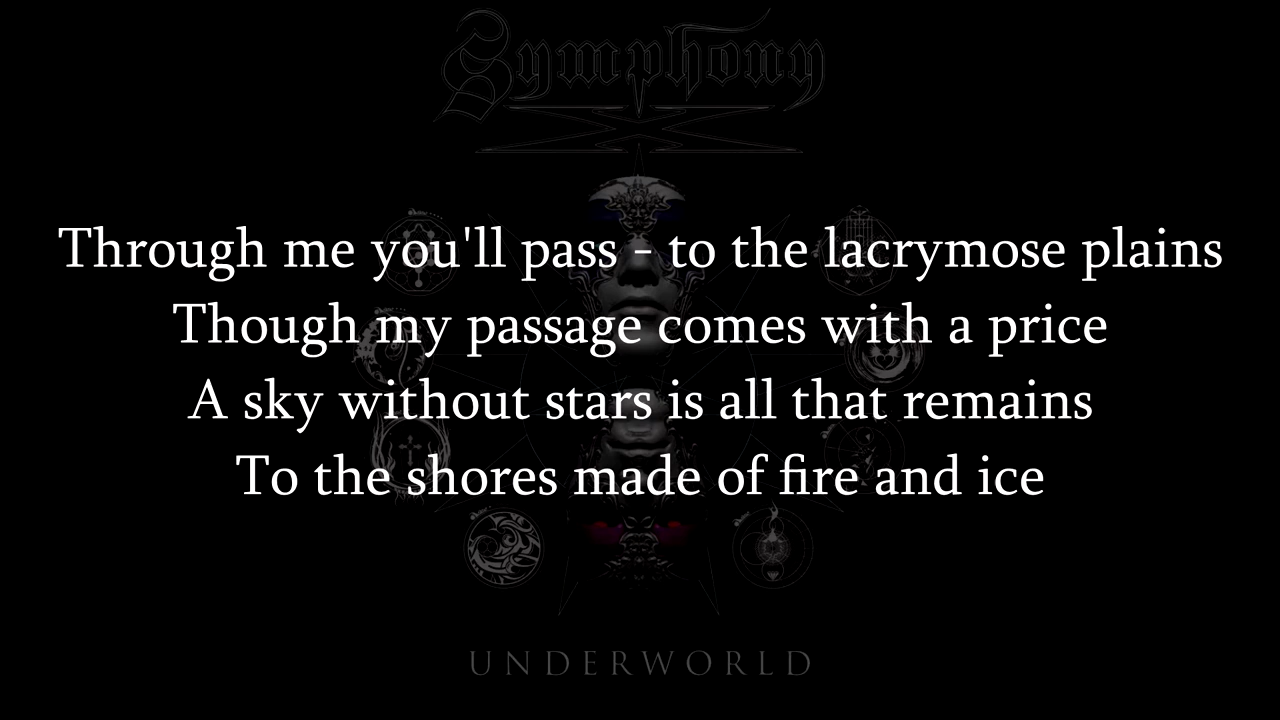 Symphony
X
Through me you'll pass - to the lacrymose plains
Though my passage comes with a price
A sky without stars is all that remains
To the shores made of fire and ice
UNDERWORLD